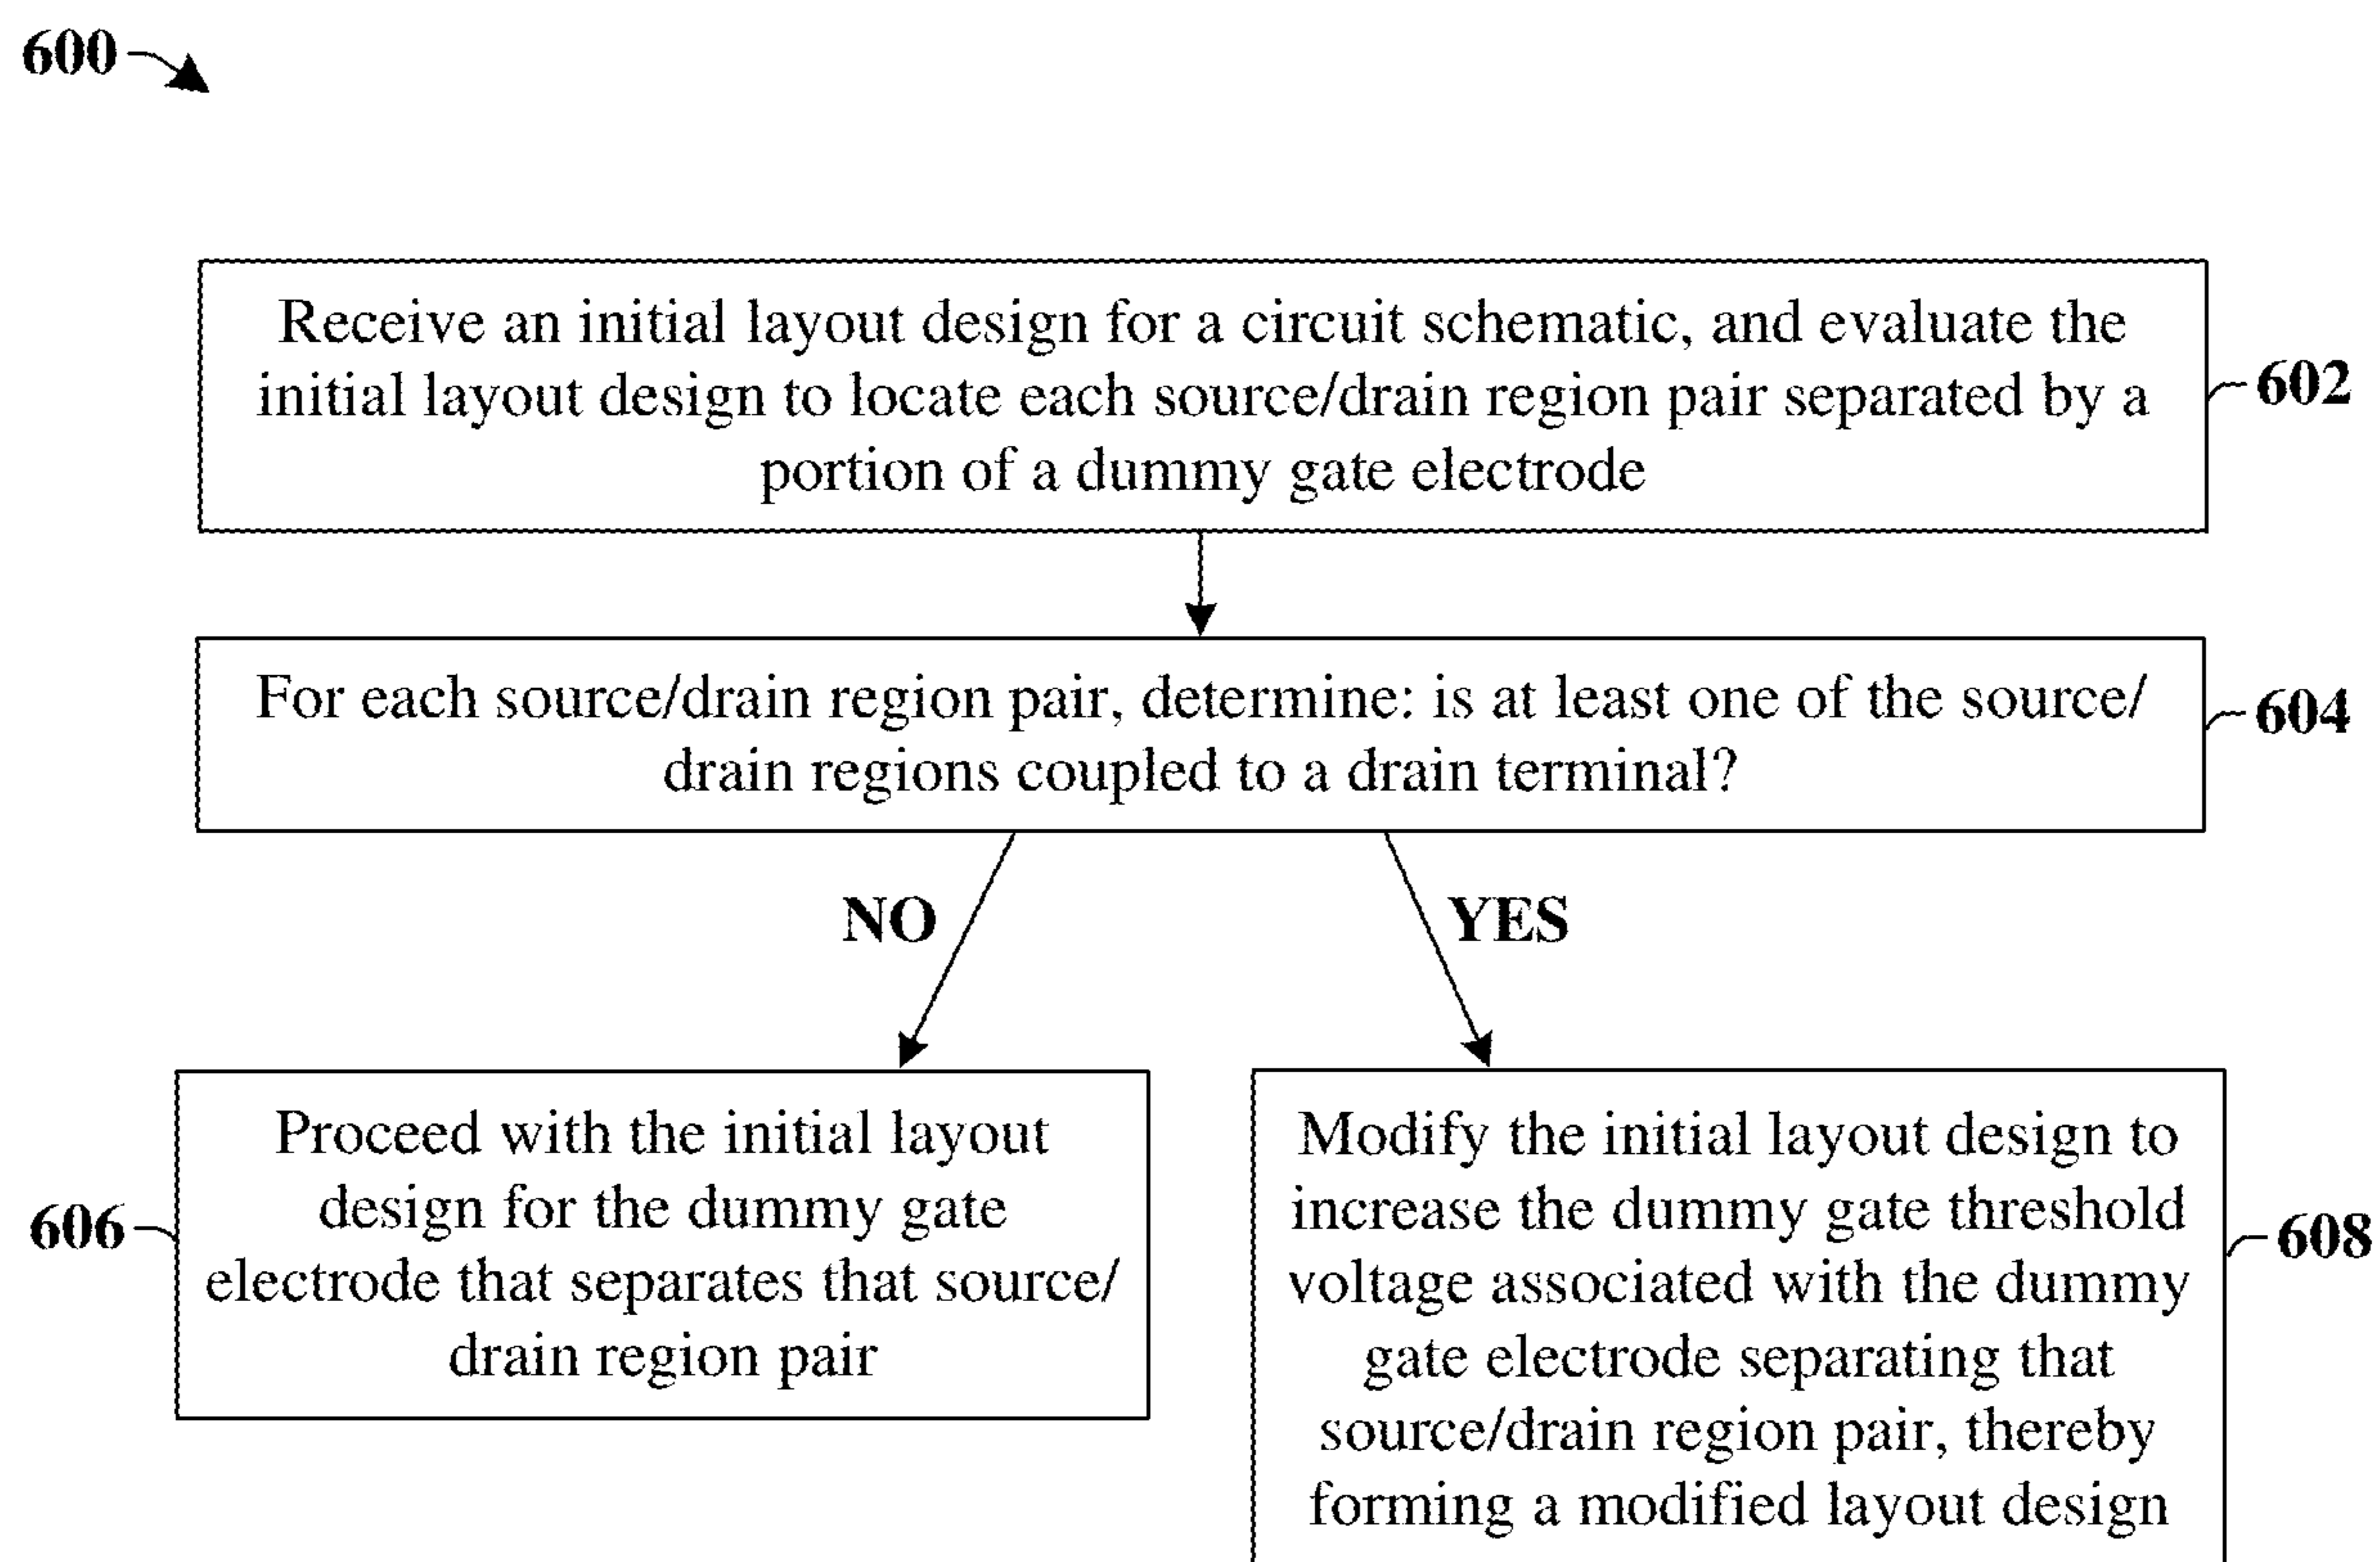 600
Receive an initial layout design for a circuit schematic, and evaluate the
initial layout design to locate each source/drain region pair separated by a
portion of a dummy gate electrode
602
For each source/drain region pair, determine: is at least one of the source/
drain regions coupled to a drain terminal?
604
NO
YES
Proceed with the initial layout
design for the dummy gate
electrode that separates that source/
drain region pair
606
Modify the initial layout design to
increase the dummy gate threshold
voltage associated with the dummy
gate electrode separating that
source/drain region pair, thereby
forming a modified layout design
608